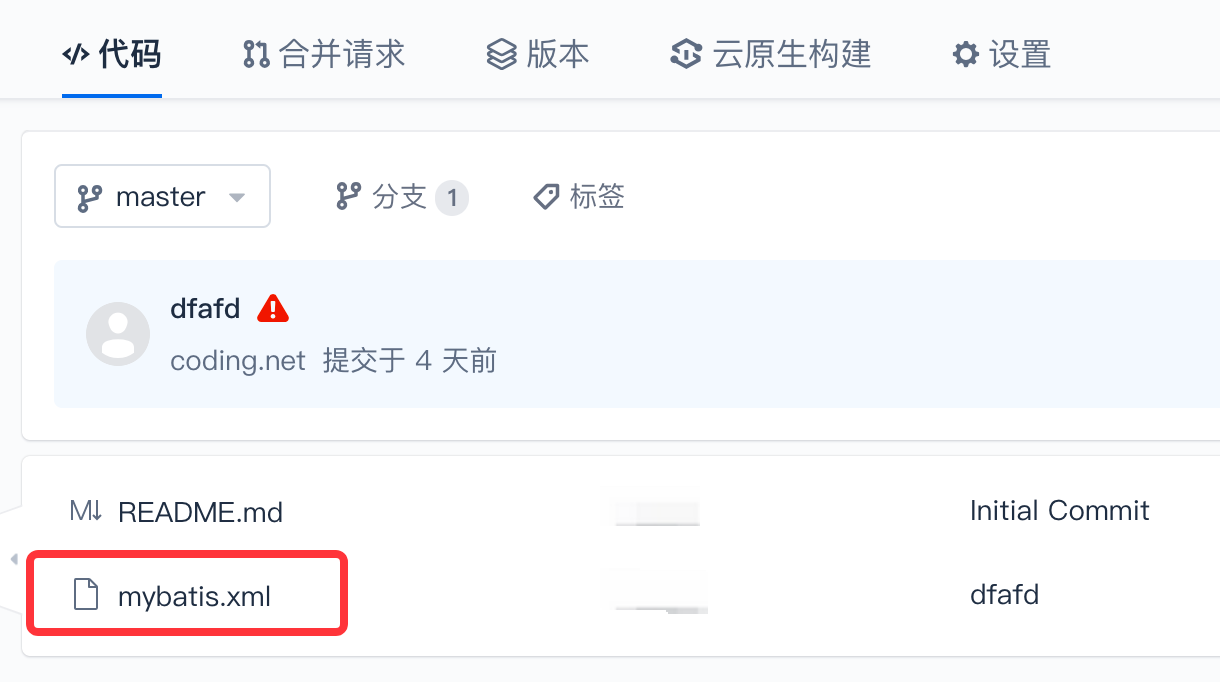 代码 合并请求 版本 云原生构建 设置
master 分支 1 标签
dfafd
coding.net 提交于 4 天前
README.md Initial Commit
mybatis.xml dfafd